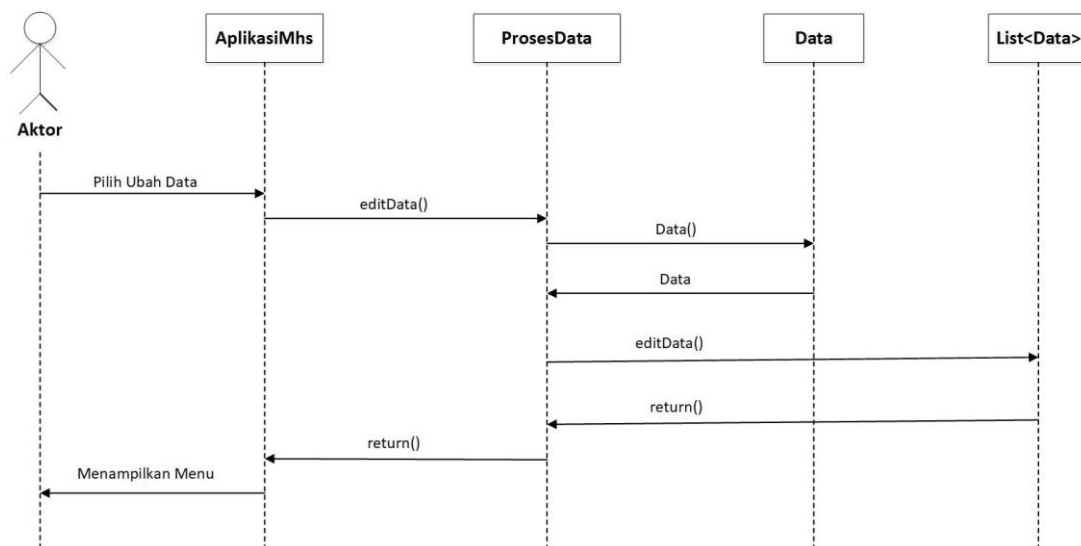 AplikasiMhs
ProsesData
Data
List<Data>
Aktor
Pilih Ubah Data
editData()
Data()
Data
editData()
return()
return()
Menampilkan Menu